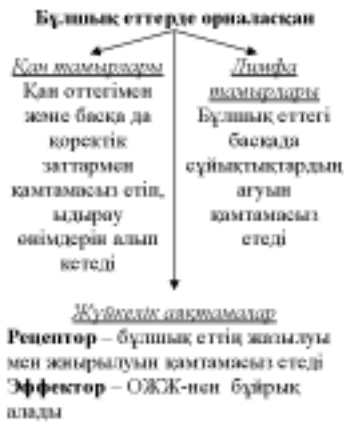 Бұлшық еттерде орналасқан
Қан тамырлары
Қан оттегімен
және басқа да
қоректік
заттармен
қамтамасыз етіп,
ыдырау
өнімдерін алып
кетеді
Лимфа
тамырлары
Бұлшық еттегі
басқада
сұйықтықтардың
ағуын
қамтамасыз
етеді
Жүйкелік аяқтамалар
Рецептор – бұлшық еттің жазылуы
мен жиырылуын қамтамасыз етеді
Эффектор – ОЖЖ-нен бұйрық
алады